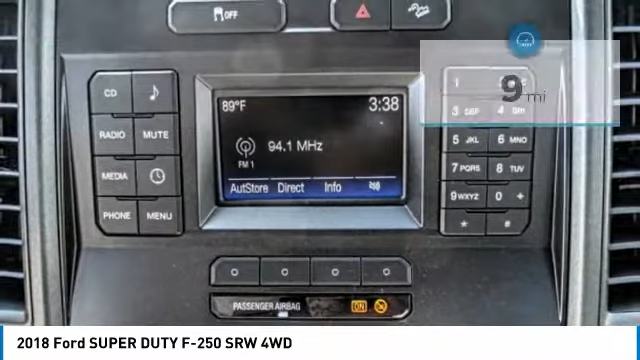 OFF
9 mi
CD
1
89°F
3:38
3 DEF
4 GHI
RADIO
MUTE
94.1 MHz
5 JKL
6 MNO
FM 1
MEDIA
7 PQRS
8 TUV
AutoStore
Direct
Info
PHONE
MENU
9 WXYZ
0 +
*
#
PASSENGER AIRBAG
ON
2018 Ford SUPER DUTY F-250 SRW 4WD